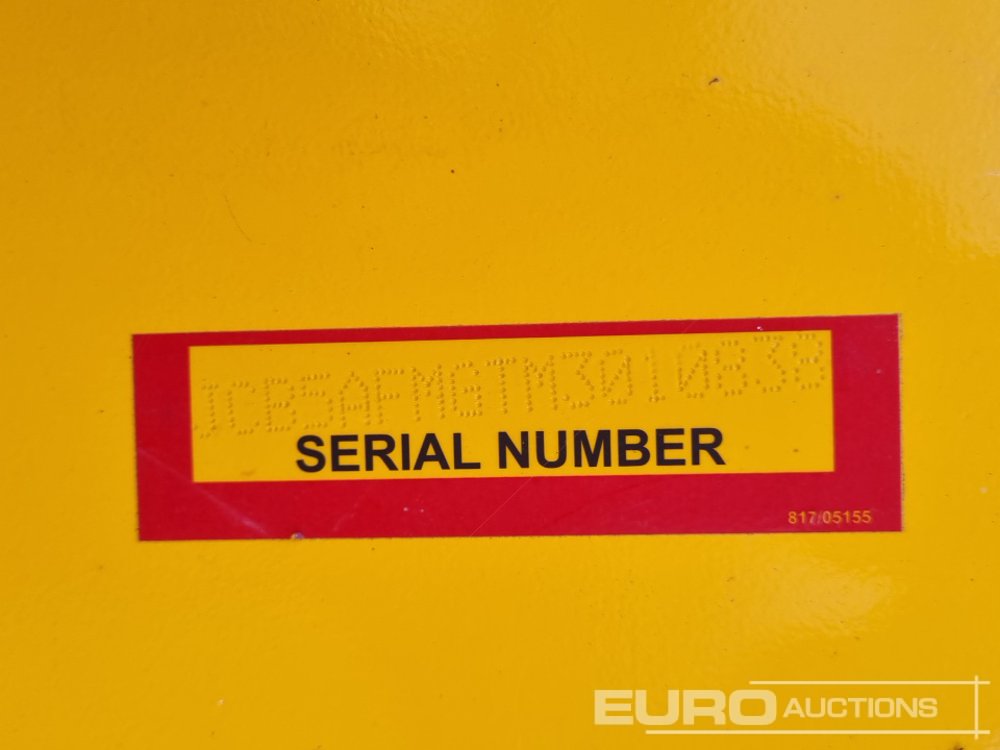 JCB5AFMGTM3010838
SERIAL NUMBER
817/05155
EURO AUCTIONS